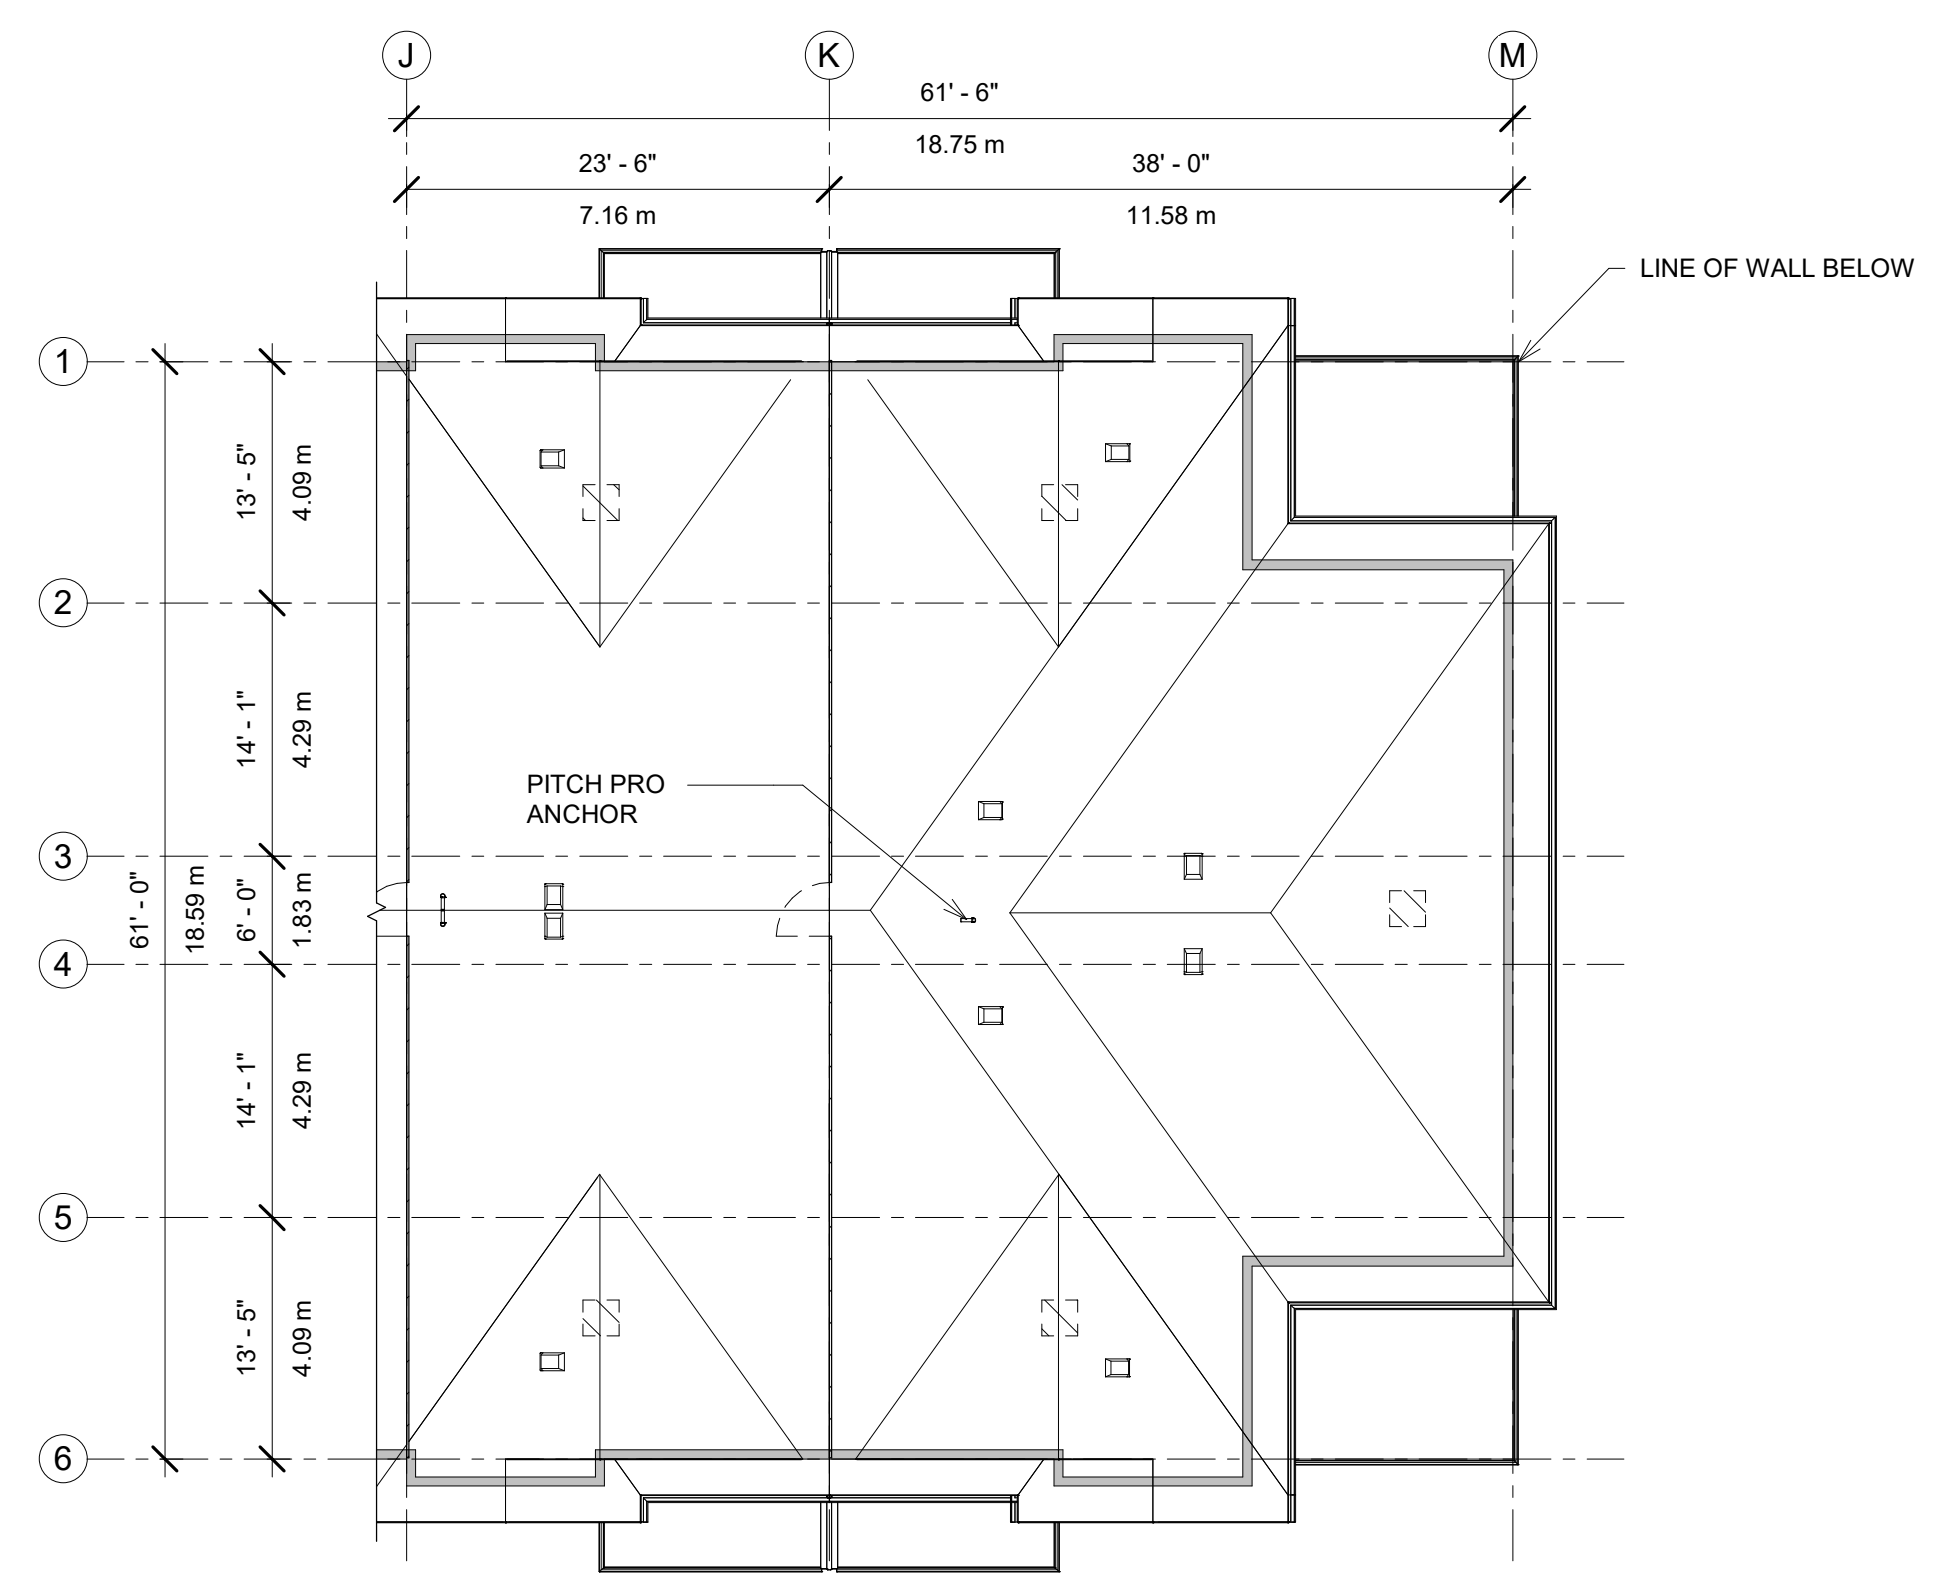 J
K
M
61' - 6"
18.75 m
23' - 6"
38' - 0"
7.16 m
11.58 m
LINE OF WALL BELOW
1
13' - 5"
4.09 m
2
14' - 1"
4.29 m
PITCH PRO
ANCHOR
3
61' - 0"
18.59 m
6' - 0"
1.83 m
4
14' - 1"
4.29 m
5
13' - 5"
4.09 m
6